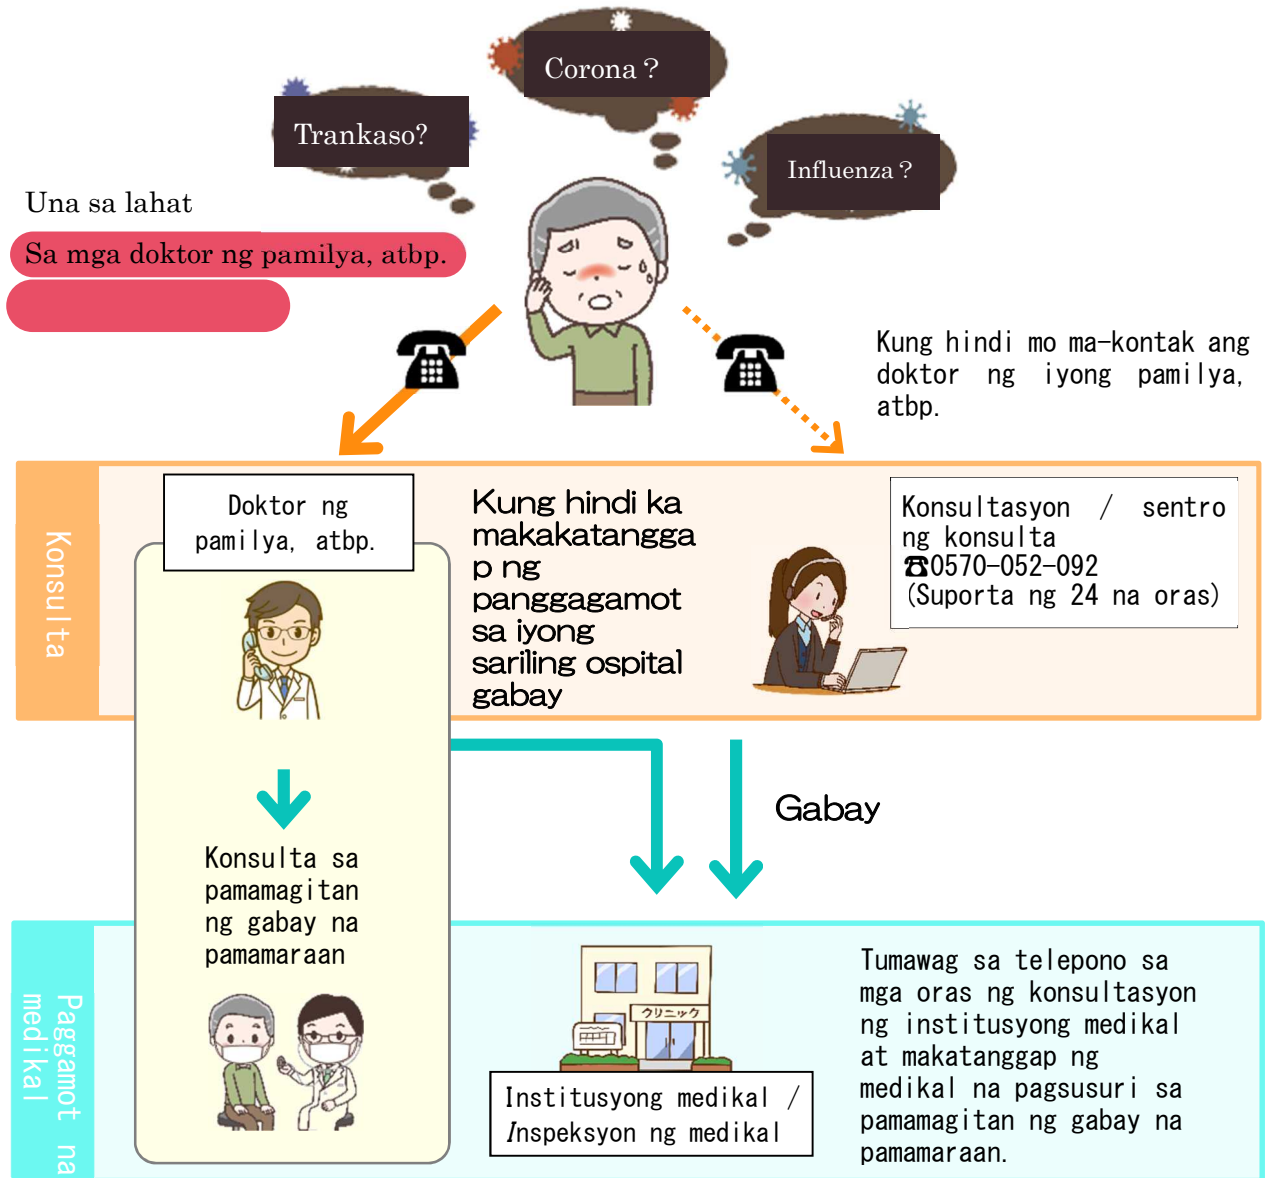 Corona？
Trankaso?
Influenza？
Una sa lahat
Sa mga doktor ng pamilya, atbp.
Kung hindi mo ma-kontak ang
doktor ng iyong pamilya,
atbp.
Konsulta
Doktor ng
pamilya, atbp.
Kung hindi ka
makakatangga
p ng
panggagamot
sa iyong
sariling ospital
gabay
Konsultasyon / sentro
ng konsulta
☎0570-052-092
(Suporta ng 24 na oras)
Gabay
Konsulta sa
pamamagitan
ng gabay na
pamamaraan
Paggamot na
medikal
クリニック
Institusyong medikal /
Inspeksyon ng medikal
Tumawag sa telepono sa
mga oras ng konsultasyon
ng institusyong medikal
at makatanggap ng
medikal na pagsusuri sa
pamamagitan ng gabay na
pamamaraan.